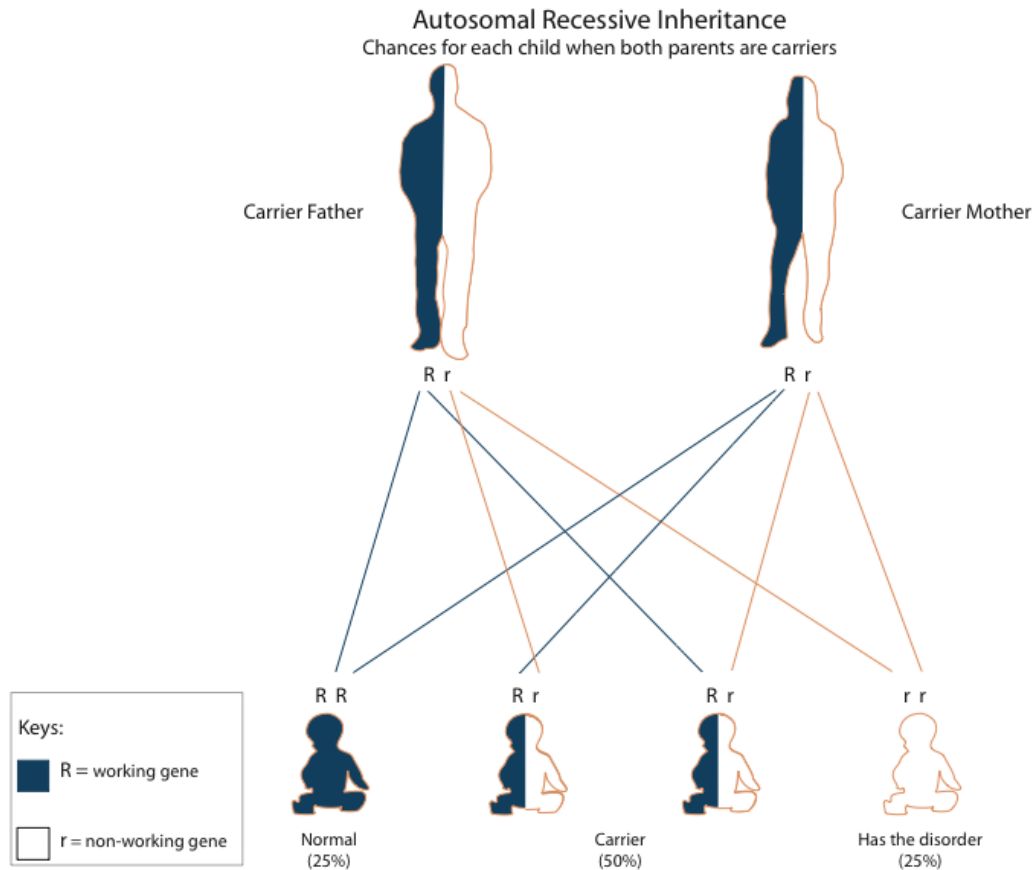 Autosomal Recessive Inheritance
Chances for each child when both parents are carriers
Carrier Father
Carrier Mother
R r
R r
R R
R r
R r
r r
Keys:
R = working gene
r = non-working gene
Normal
(25%)
Carrier
(50%)
Has the disorder
(25%)